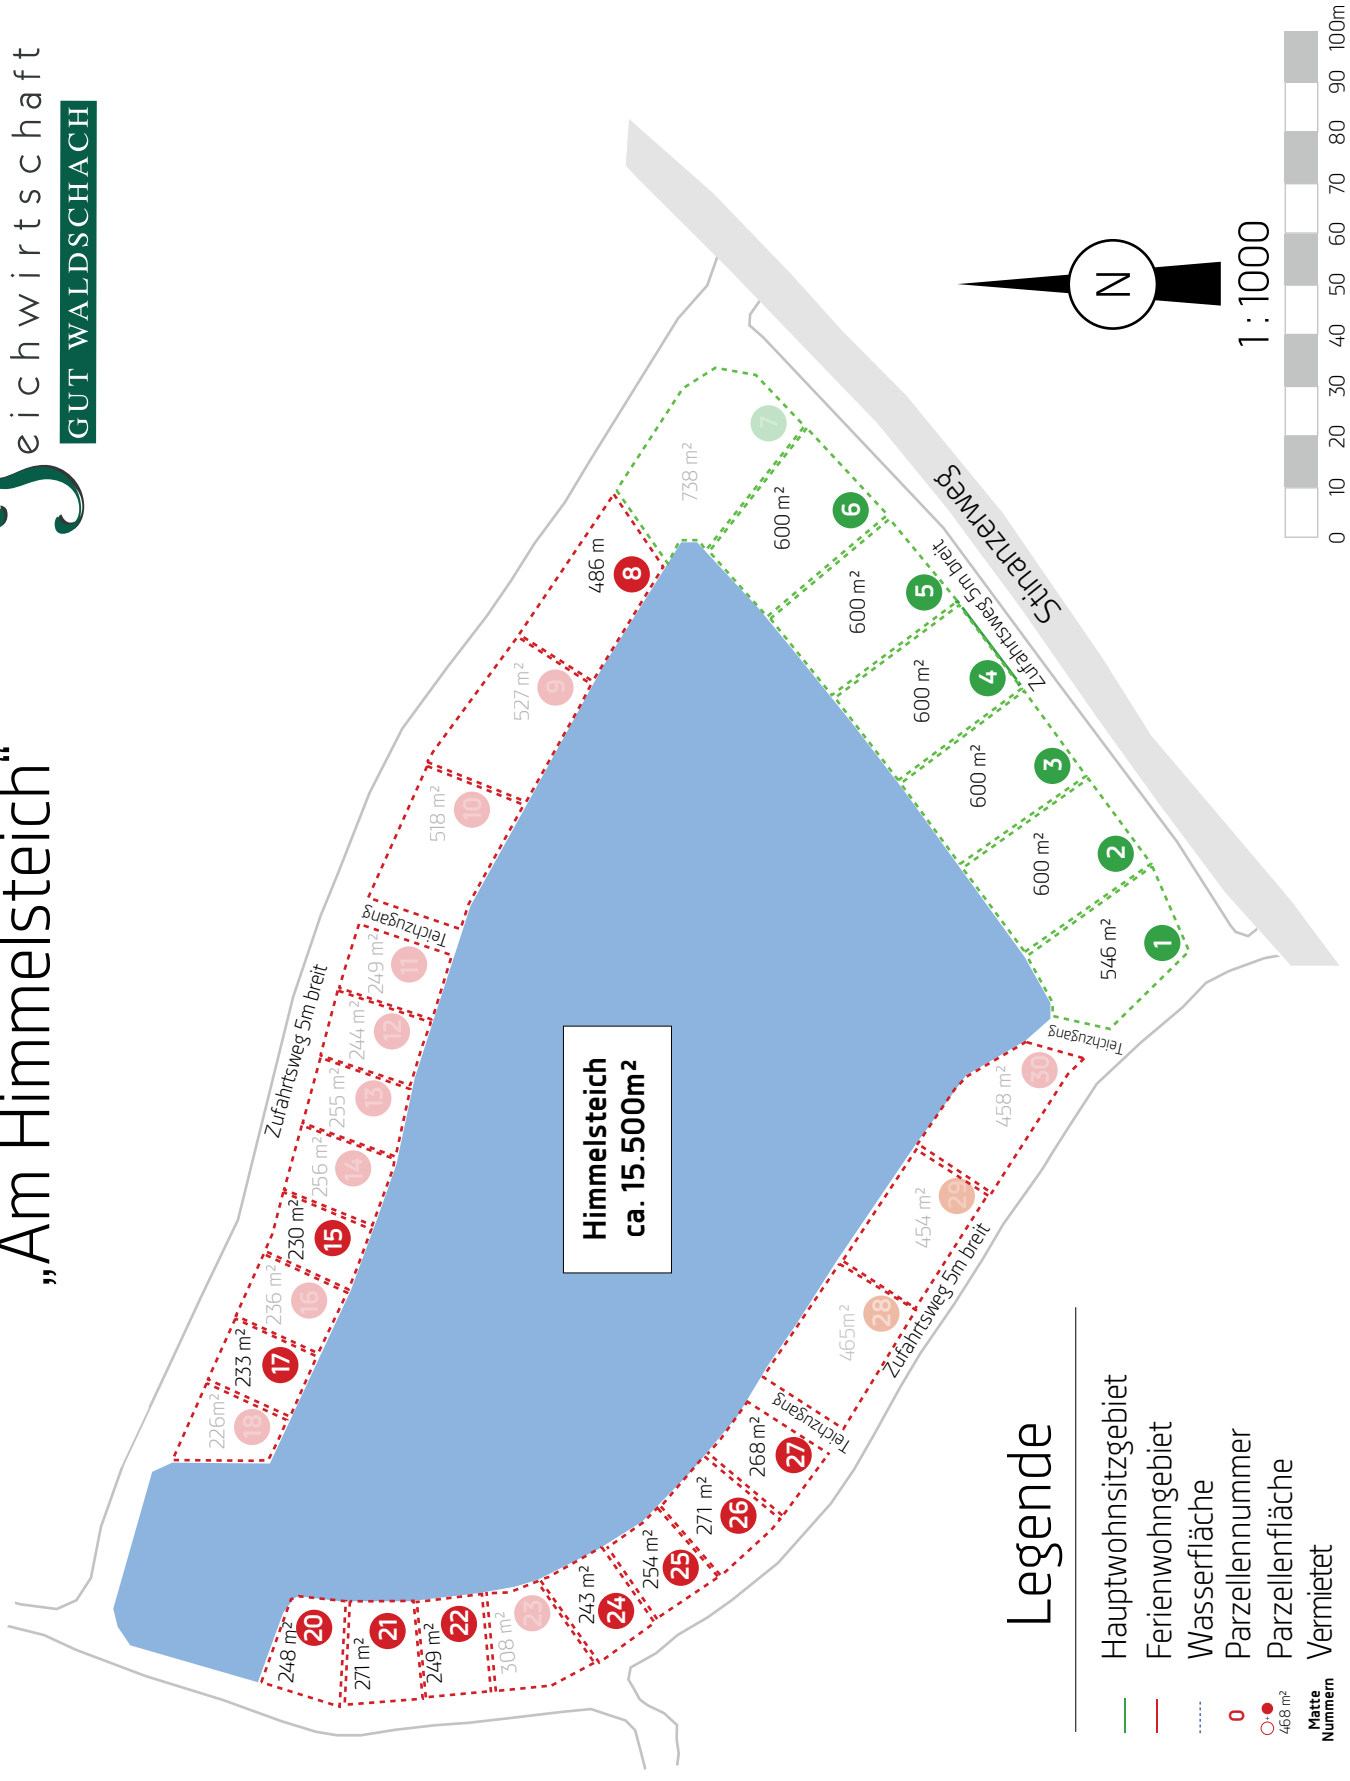 eichwirtschaft
GUT WALDSCHACH
„Am Himmelsteich“
Zufahrtsweg 5m breit
226m²
18
233 m²
17
236 m²
16
230 m²
15
256 m²
14
255 m²
13
244 m²
12
249 m²
11
Teichzugang
518 m²
10
527 m²
9
486 m
8
738 m²
7
600 m²
6
600 m²
5
600 m²
4
600 m²
3
600 m²
2
546 m²
1
Zufahrtsweg 5m breit
Stinanzerweg
Himmelsteich
ca. 15.500m²
248 m²
20
271 m²
21
249 m²
22
308 m²
23
243 m²
24
254 m²
25
271 m²
26
268 m²
27
Teichzugang
465m²
28
454 m²
29
458 m²
30
Teichzugang
Zufahrtsweg 5m breit
Legende
Hauptwohnsitzgebiet
Ferienwohngebiet
Wasserfläche
0 Parzellennummer
468 m² Parzellenfläche
Matte
Nummern
Vermietet
N
1 : 1000
0 10 20 30 40 50 60 70 80 90 100m